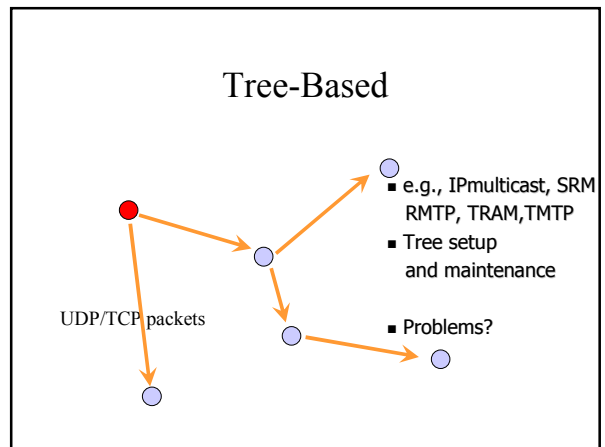 Tree-Based
▪ e.g., IPmulticast, SRM
RMTP, TRAM,TMTP
▪ Tree setup
and maintenance
UDP/TCP packets
▪ Problems?